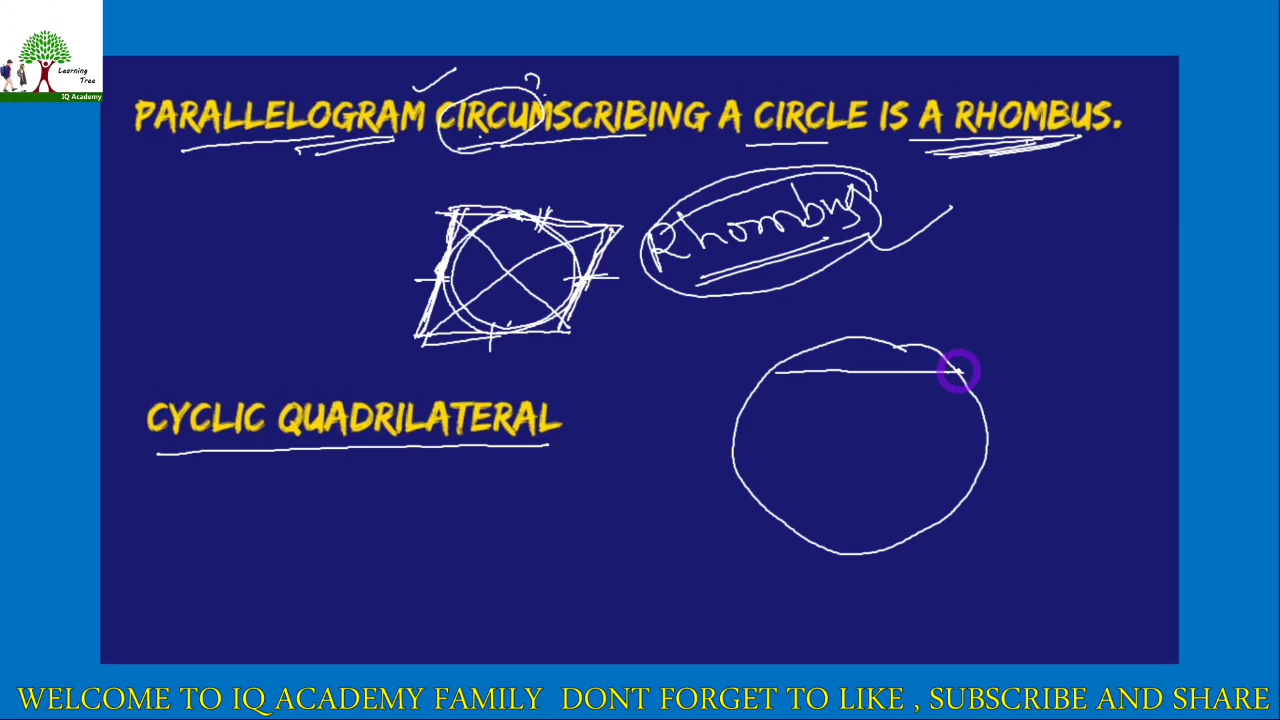 Learning
Tree
IQ Academy
PARALLELOGRAM CIRCUMSCRIBING A CIRCLE IS A RHOMBUS.
?
Rhombus
CYCLIC QUADRILATERAL
WELCOME TO IQ ACADEMY FAMILY DONT FORGET TO LIKE , SUBSCRIBE AND SHARE